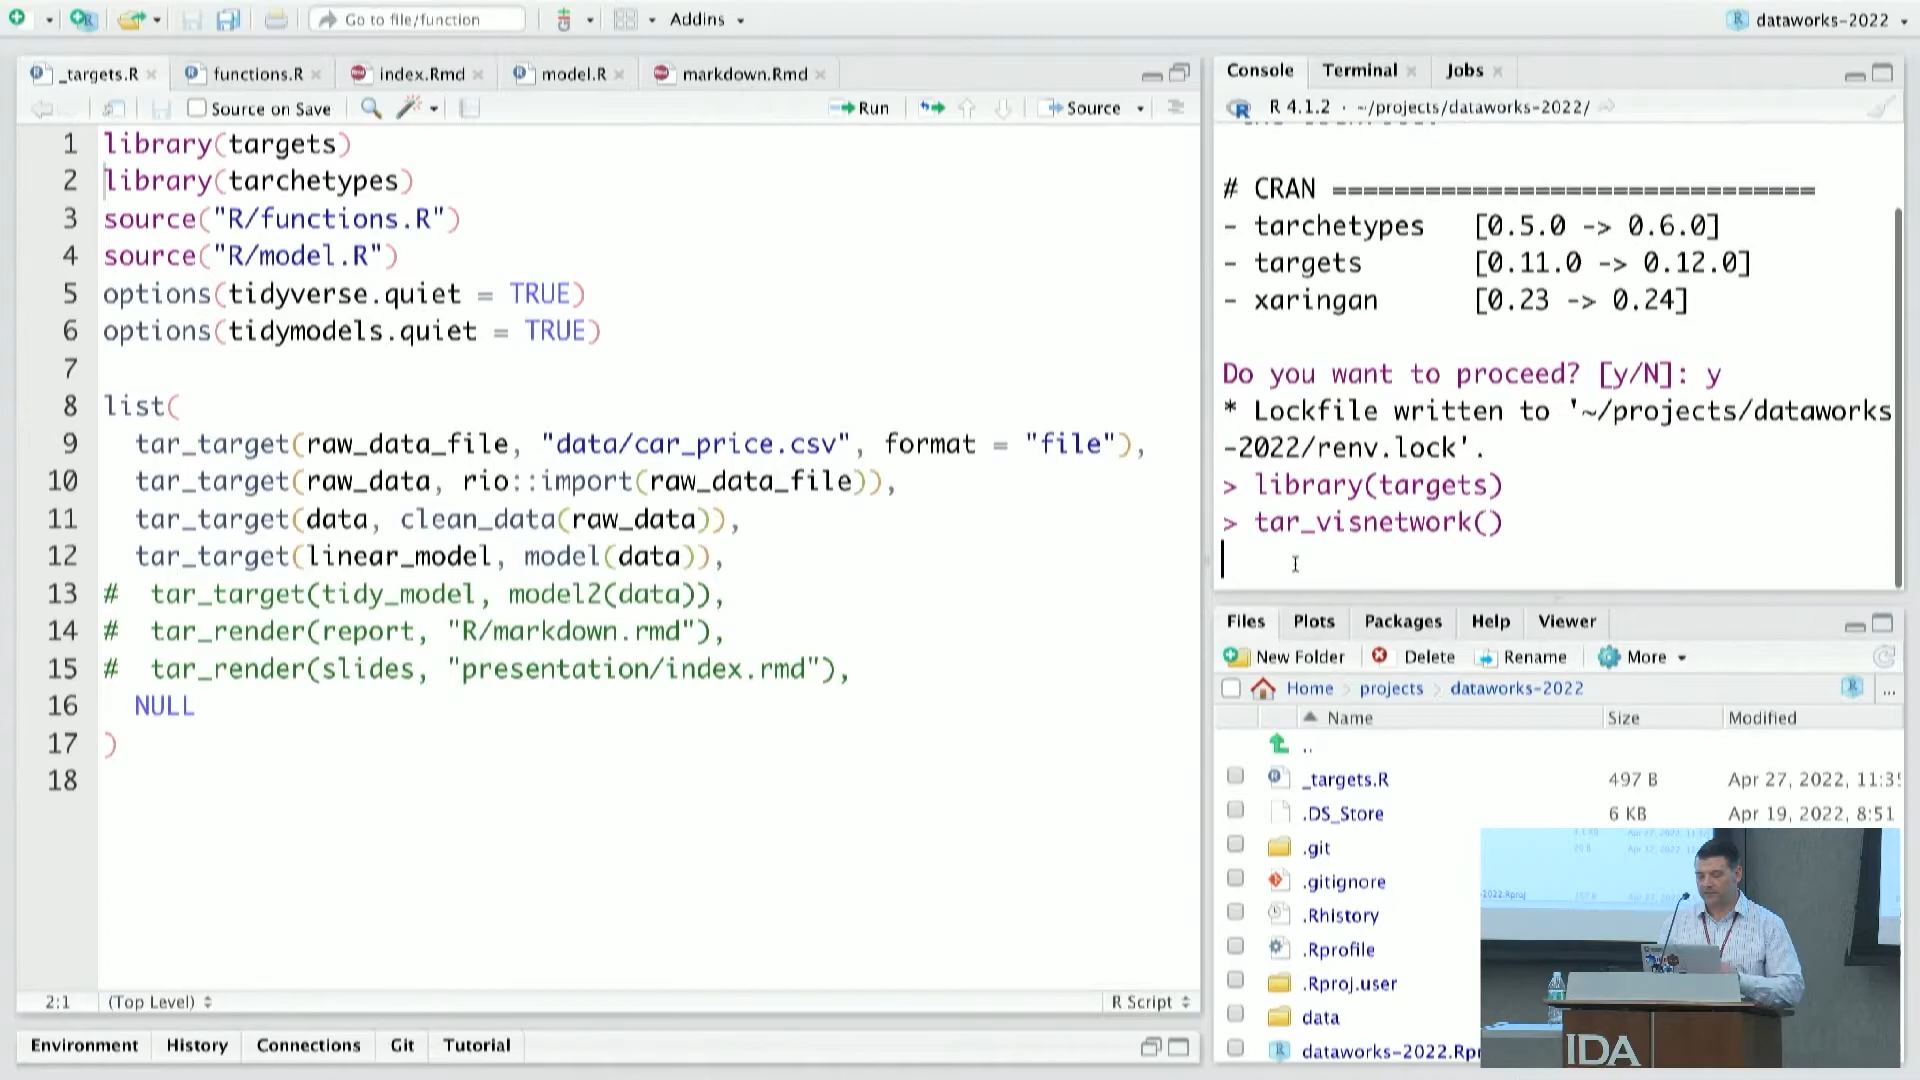 Go to file/function
Addins
dataworks-2022
_targets.R
functions.R
index.Rmd
model.R
markdown.Rmd
Source on Save
Run
Source
1 library(targets)
2 library(tarchetypes)
3 source("R/functions.R")
4 source("R/model.R")
5 options(tidyverse.quiet = TRUE)
6 options(tidymodels.quiet = TRUE)
7
8 list(
9 tar_target(raw_data_file, "data/car_price.csv", format = "file"),
10 tar_target(raw_data, rio::import(raw_data_file)),
11 tar_target(data, clean_data(raw_data)),
12 tar_target(linear_model, model(data)),
13 # tar_target(tidy_model, model2(data)),
14 # tar_render(report, "R/markdown.rmd"),
15 # tar_render(slides, "presentation/index.rmd"),
16 NULL
17 )
18
2:1 (Top Level) R Script
Environment History Connections Git Tutorial
Console Terminal Jobs
R 4.1.2 · ~/projects/dataworks-2022/
# CRAN ===============================
- tarchetypes [0.5.0 -> 0.6.0]
- targets [0.11.0 -> 0.12.0]
- xaringan [0.23 -> 0.24]
Do you want to proceed? [y/N]: y
* Lockfile written to '~/projects/dataworks
-2022/renv.lock'.
> library(targets)
> tar_visnetwork()
Files Plots Packages Help Viewer
New Folder Delete Rename More
Home projects dataworks-2022 ...
Name Size Modified
..
_targets.R 497 B Apr 27, 2022, 11:3
.DS_Store 6 KB Apr 19, 2022, 8:51
.git
.gitignore
.Rhistory
.Rprofile
.Rproj.user
data
dataworks-2022.Rp
IDA